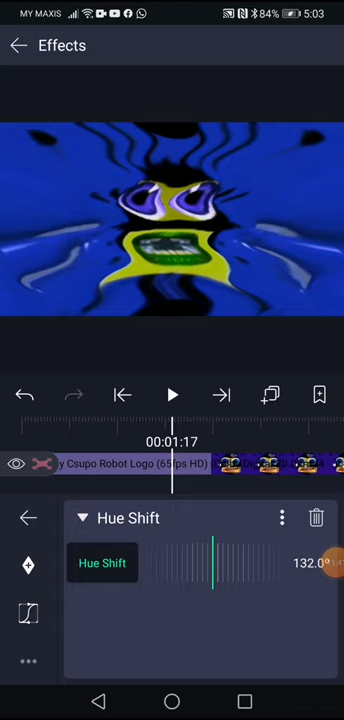 MY MAXIS 84% 5:03
Effects
00:01:17
y Csupo Robot Logo (65fps HD)
Hue Shift
Hue Shift 132.0°